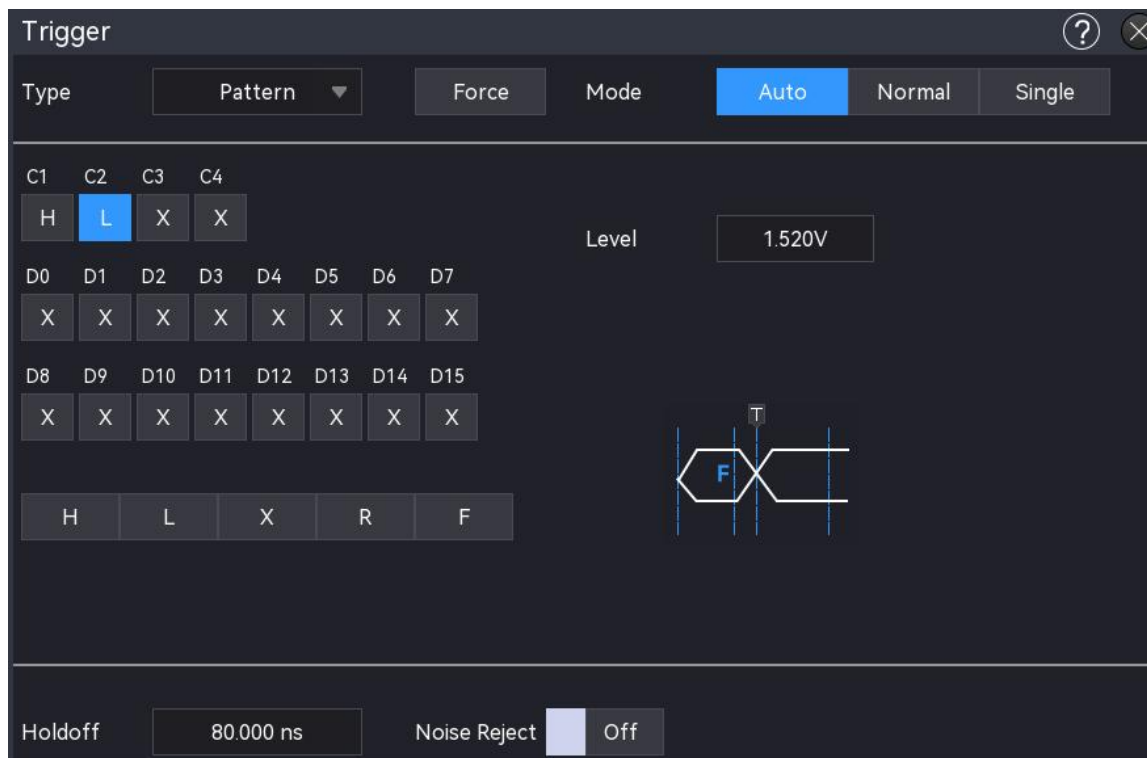 Trigger ?
Type Pattern Force Mode Auto Normal Single
C1 C2 C3 C4
H L X X
Level 1.520V
D0 D1 D2 D3 D4 D5 D6 D7
X X X X X X X X
D8 D9 D10 D11 D12 D13 D14 D15
X X X X X X X X
T
F
H L X R F
Holdoff 80.000 ns Noise Reject Off